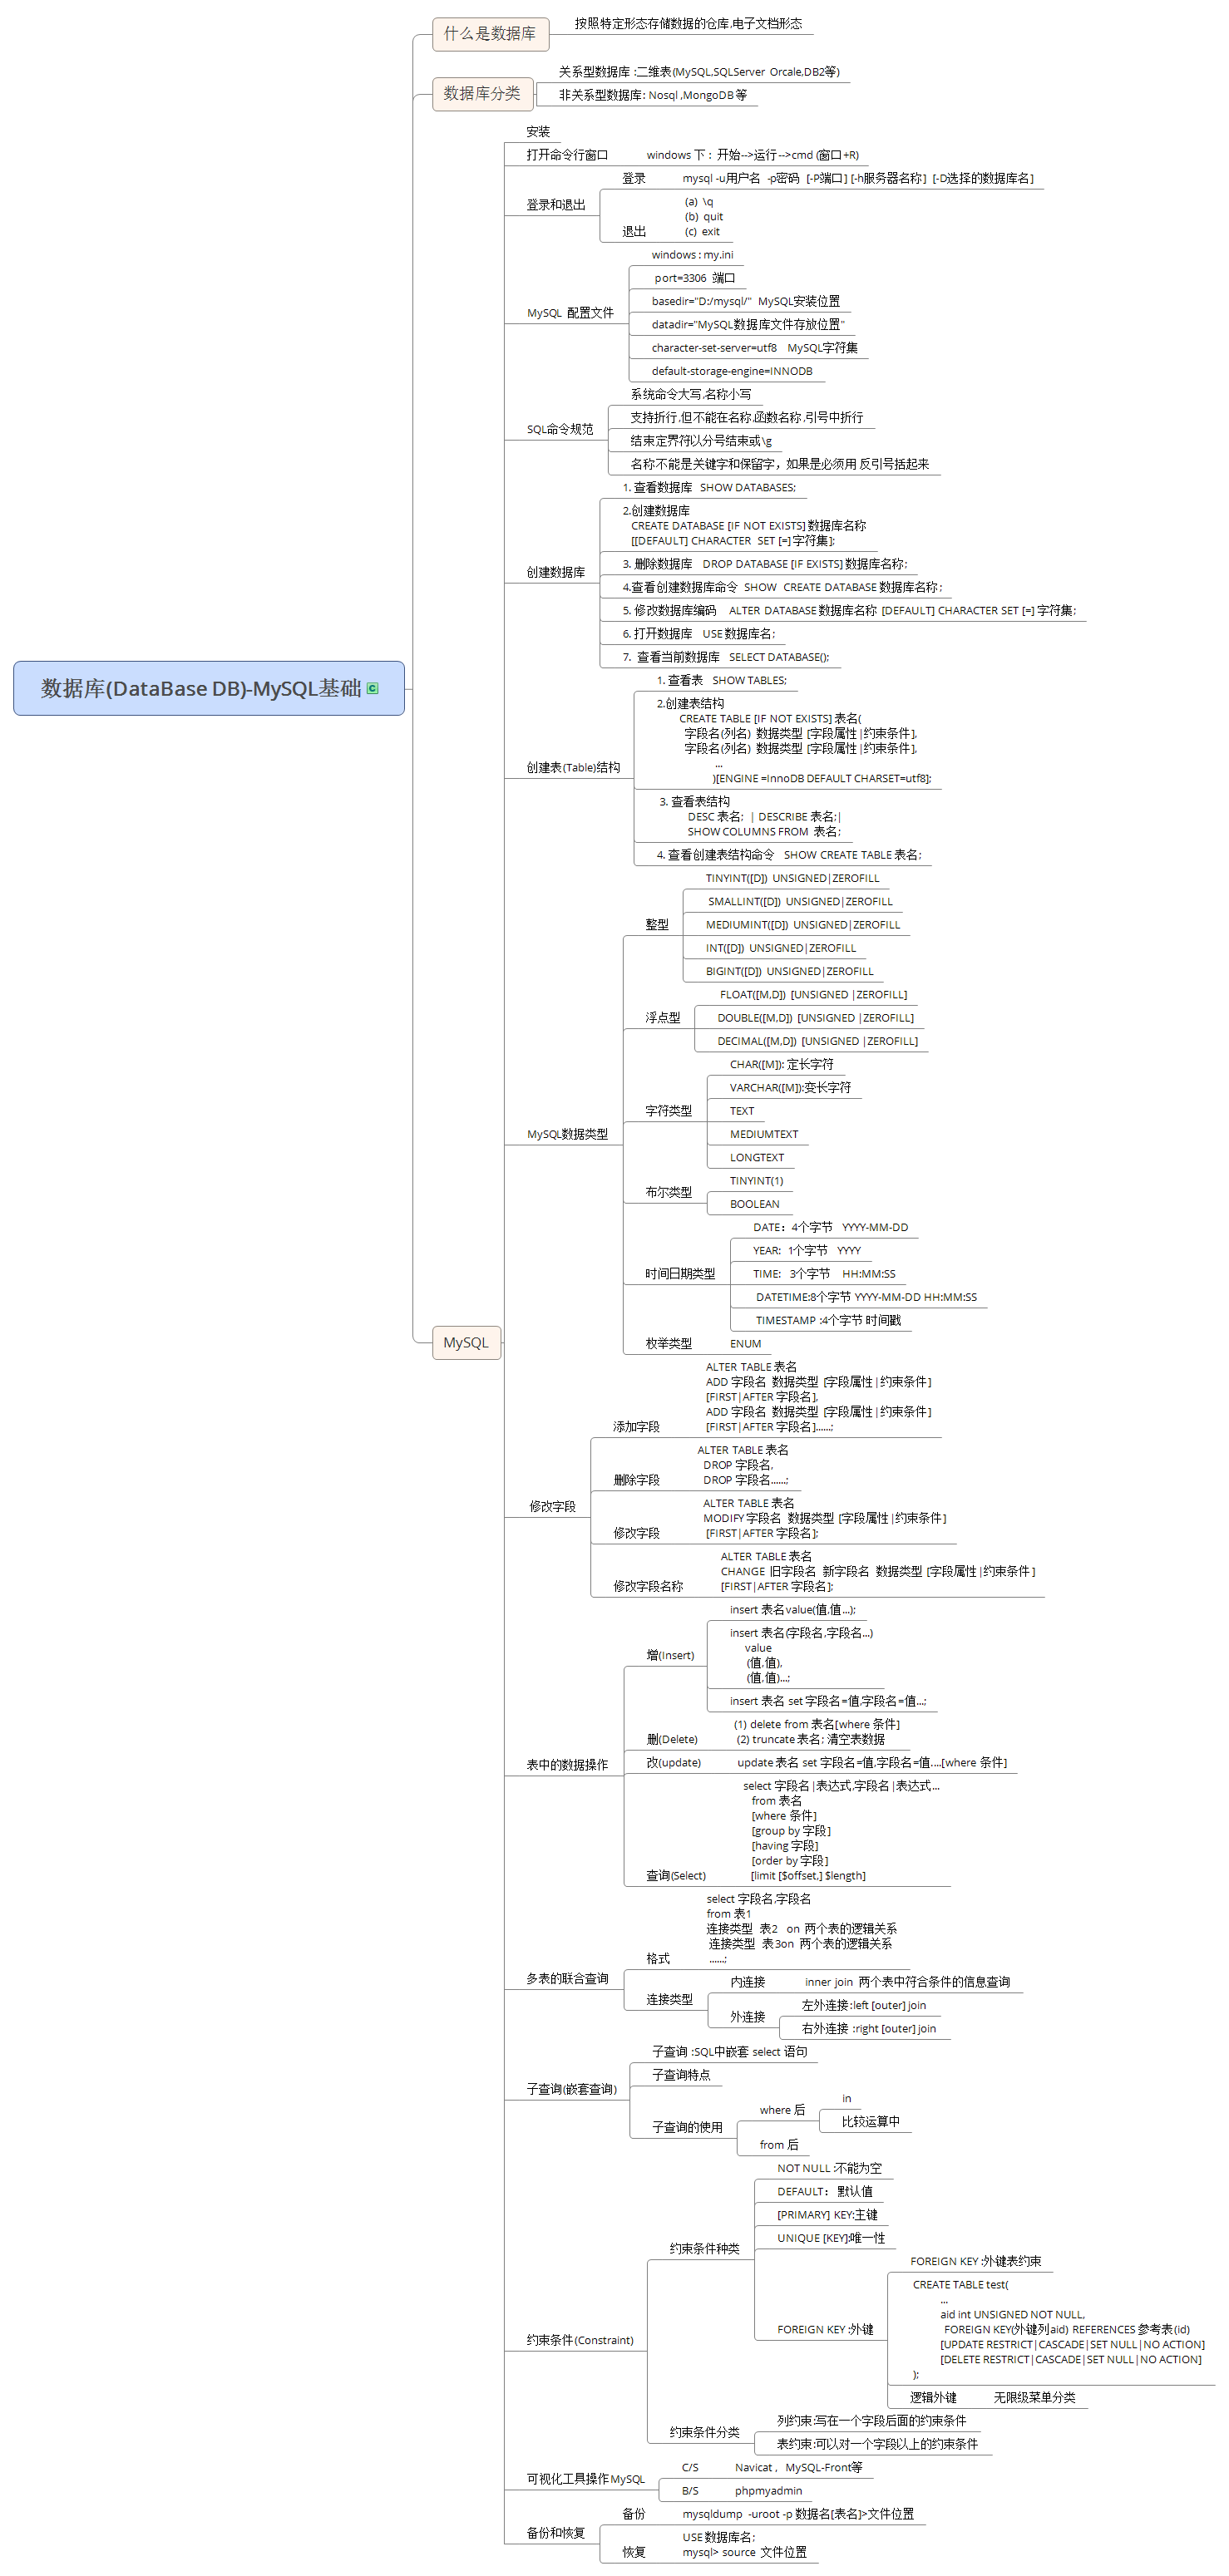 什么是数据库
按照特定形态存储数据的仓库,电子文档形态
数据库分类
关系型数据库 :二维表(MySQL,SQLServer Orcale,DB2等)
非关系型数据库: Nosql ,MongoDB 等
数据库(DataBase DB)-MySQL基础
MySQL
安装
打开命令行窗口
windows 下 : 开始-->运行-->cmd (窗口+R)
登录和退出
登录
mysql -u用户名 -p密码 [-P端口] [-h服务器名称] [-D选择的数据库名]
退出
(a) \q
(b) quit
(c) exit
MySQL 配置文件
windows : my.ini
port=3306 端口
basedir="D:/mysql/" MySQL安装位置
datadir="MySQL数据库文件存放位置"
character-set-server=utf8 MySQL字符集
default-storage-engine=INNODB
SQL命令规范
系统命令大写,名称小写
支持折行,但不能在名称,函数名称 ,引号中折行
结束定界符以分号结束或 \g
名称不能是关键字和保留字，如果是必须用 反引号括起来
创建数据库
1. 查看数据库 SHOW DATABASES;
2.创建数据库
CREATE DATABASE [IF NOT EXISTS] 数据库名称
[[DEFAULT] CHARACTER SET [=] 字符集];
3. 删除数据库 DROP DATABASE [IF EXISTS] 数据库名称;
4.查看创建数据库命令 SHOW CREATE DATABASE 数据库名称;
5. 修改数据库编码 ALTER DATABASE 数据库名称 [DEFAULT] CHARACTER SET [=] 字符集;
6. 打开数据库 USE 数据库名;
7. 查看当前数据库 SELECT DATABASE();
创建表(Table)结构
1. 查看表 SHOW TABLES;
2.创建表结构
CREATE TABLE [IF NOT EXISTS] 表名(
字段名(列名) 数据类型 [字段属性|约束条件],
字段名(列名) 数据类型 [字段属性|约束条件],
...
)[ENGINE =InnoDB DEFAULT CHARSET=utf8];
3. 查看表结构
DESC 表名; | DESCRIBE 表名;|
SHOW COLUMNS FROM 表名;
4. 查看创建表结构命令 SHOW CREATE TABLE 表名;
MySQL数据类型
整型
TINYINT([D]) UNSIGNED|ZEROFILL
SMALLINT([D]) UNSIGNED|ZEROFILL
MEDIUMINT([D]) UNSIGNED|ZEROFILL
INT([D]) UNSIGNED|ZEROFILL
BIGINT([D]) UNSIGNED|ZEROFILL
浮点型
FLOAT([M,D]) [UNSIGNED |ZEROFILL]
DOUBLE([M,D]) [UNSIGNED |ZEROFILL]
DECIMAL([M,D]) [UNSIGNED |ZEROFILL]
字符类型
CHAR([M]): 定长字符
VARCHAR([M]):变长字符
TEXT
MEDIUMTEXT
LONGTEXT
布尔类型
TINYINT(1)
BOOLEAN
时间日期类型
DATE: 4个字节 YYYY-MM-DD
YEAR: 1个字节 YYYY
TIME: 3个字节 HH:MM:SS
DATETIME:8个字节 YYYY-MM-DD HH:MM:SS
TIMESTAMP :4个字节 时间戳
枚举类型
ENUM
修改字段
添加字段
ALTER TABLE 表名
ADD 字段名 数据类型 [字段属性|约束条件]
[FIRST|AFTER 字段名],
ADD 字段名 数据类型 [字段属性|约束条件]
[FIRST|AFTER 字段名]......;
删除字段
ALTER TABLE 表名
DROP 字段名,
DROP 字段名......;
修改字段
ALTER TABLE 表名
MODIFY 字段名 数据类型 [字段属性|约束条件]
[FIRST|AFTER 字段名];
修改字段名称
ALTER TABLE 表名
CHANGE 旧字段名 新字段名 数据类型 [字段属性|约束条件]
[FIRST|AFTER 字段名];
表中的数据操作
增(Insert)
insert 表名value(值,值...);
insert 表名(字段名,字段名...)
value
(值,值),
(值,值)...;
insert 表名 set 字段名=值,字段名=值...;
删(Delete)
(1) delete from 表名[where 条件]
(2) truncate 表名; 清空表数据
改(update)
update 表名 set 字段名=值,字段名=值....[where 条件]
查询(Select)
select 字段名|表达式,字段名|表达式...
from 表名
[where 条件]
[group by 字段]
[having 字段]
[order by 字段]
[limit [$offset,] $length]
多表的联合查询
格式
select 字段名,字段名
from 表1
连接类型 表2 on 两个表的逻辑关系
连接类型 表3on 两个表的逻辑关系
......;
连接类型
内连接
inner join 两个表中符合条件的信息查询
外连接
左外连接:left [outer] join
右外连接 :right [outer] join
子查询(嵌套查询)
子查询 :SQL中嵌套 select 语句
子查询特点
子查询的使用
where 后
in
比较运算中
from 后
约束条件(Constraint)
约束条件种类
NOT NULL :不能为空
DEFAULT: 默认值
[PRIMARY] KEY:主键
UNIQUE [KEY]:唯一性
FOREIGN KEY :外键
FOREIGN KEY :外键表约束
CREATE TABLE test(
...
aid int UNSIGNED NOT NULL,
FOREIGN KEY(外键列aid) REFERENCES 参考表(id)
[UPDATE RESTRICT|CASCADE|SET NULL|NO ACTION]
[DELETE RESTRICT|CASCADE|SET NULL|NO ACTION]
);
逻辑外键
无限级菜单分类
约束条件分类
列约束:写在一个字段后面的约束条件
表约束:可以对一个字段以上的约束条件
可视化工具操作MySQL
C/S
Navicat , MySQL-Front等
B/S
phpmyadmin
备份和恢复
备份
mysqldump -uroot -p 数据名[表名]>文件位置
恢复
USE 数据库名;
mysql> source 文件位置